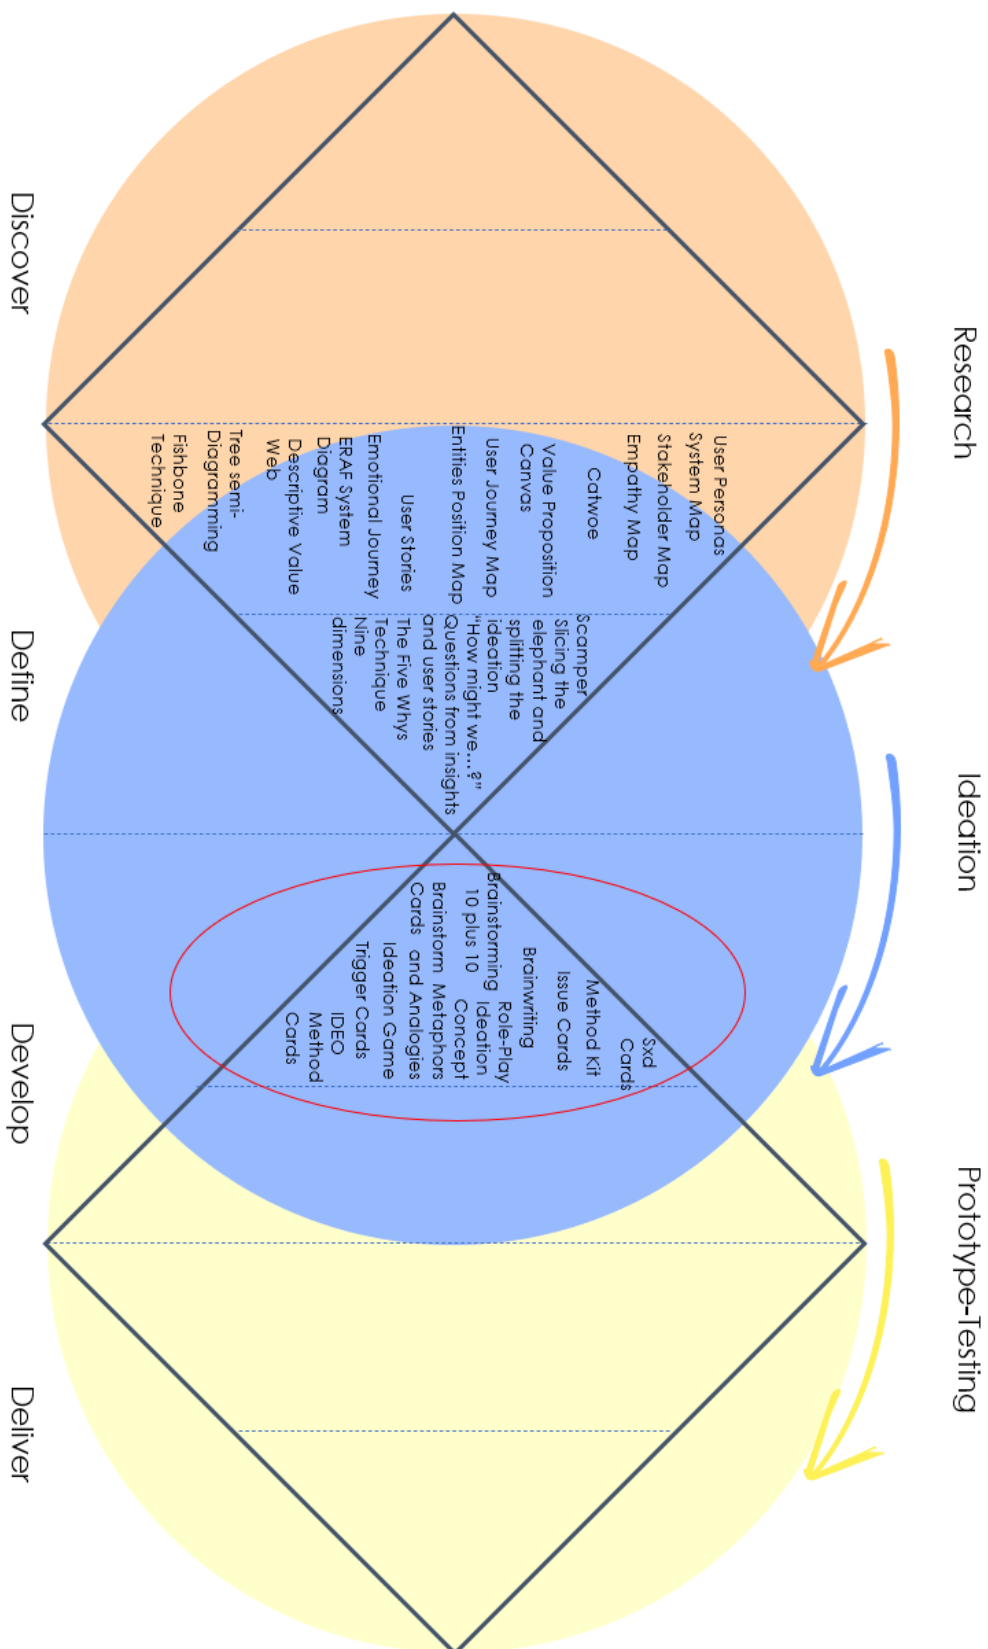 Research
Ideation
Prototype-Testing
User Personas
System Map
Stakeholder Map
Empathy Map
Catwoe
Value Proposition
Canvas
User Journey Map
Entities Position Map
User Stories
Emotional Journey
ERAF System
Diagram
Descriptive Value
Web
Tree semi-
Diagramming
Fishbone
Technique
Scamper
Slicing the
elephant and
splitting the
ideation
"How might we...?"
Questions from insights
and user stories
The Five Whys
Technique
Nine
dimensions
Sxd
Cards
Method Kit
Issue Cards
Brainwriting
Role-Play
Ideation
Brainstorming
10 plus 10
Concept
Metaphors
and Analogies
Brainstorm
Cards
Ideation Game
Trigger Cards
IDEO
Method
Cards
Discover
Define
Develop
Deliver